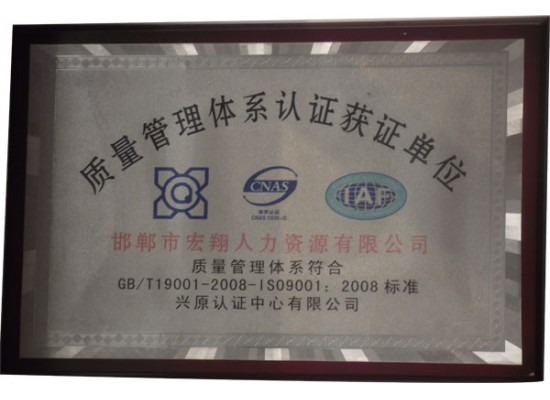 质量管理体系认证获证单位
CNAS
IAF
邯郸市宏翔人力资源有限公司
质量管理体系符合
GB/T19001-2008-ISO9001：2008 标准
兴原认证中心有限公司